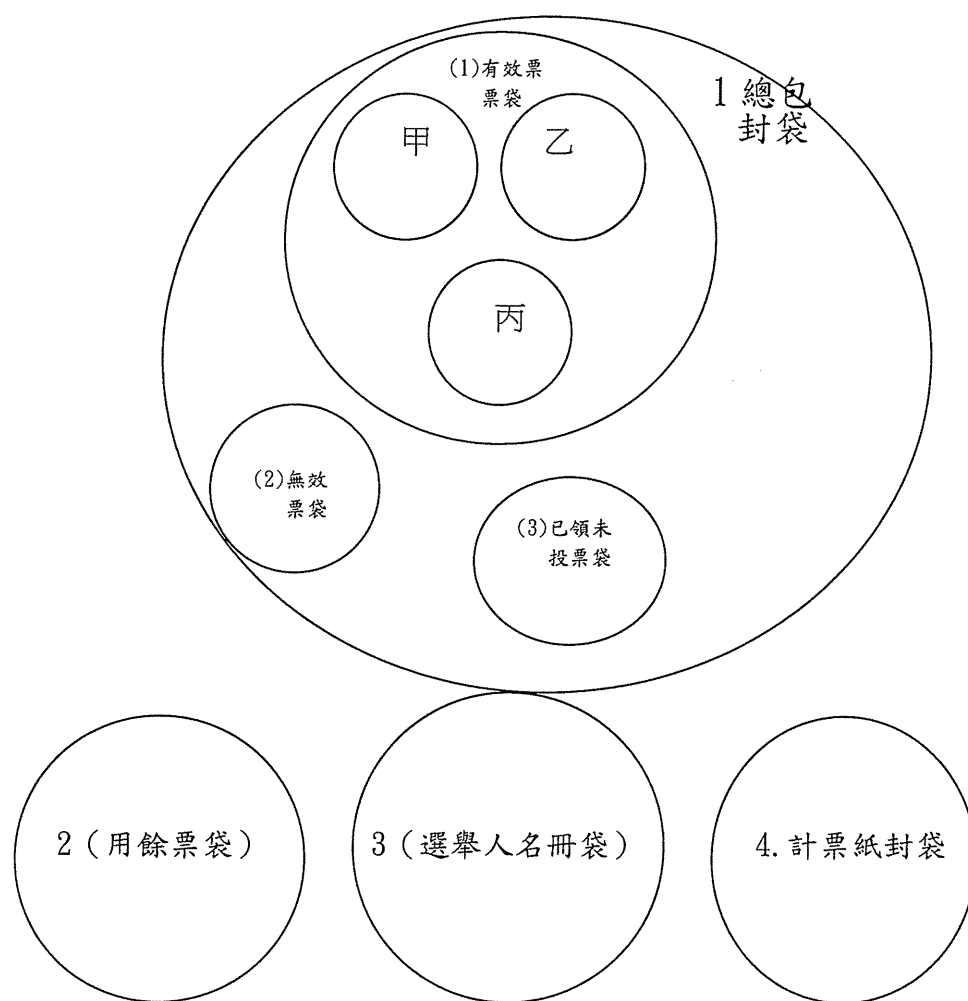 (1)有效票
票袋
1 總包
封袋
甲
乙
丙
(2)無效
票袋
(3)已領未
投票袋
2（用餘票袋）
3（選舉人名冊袋）
4.計票紙封袋